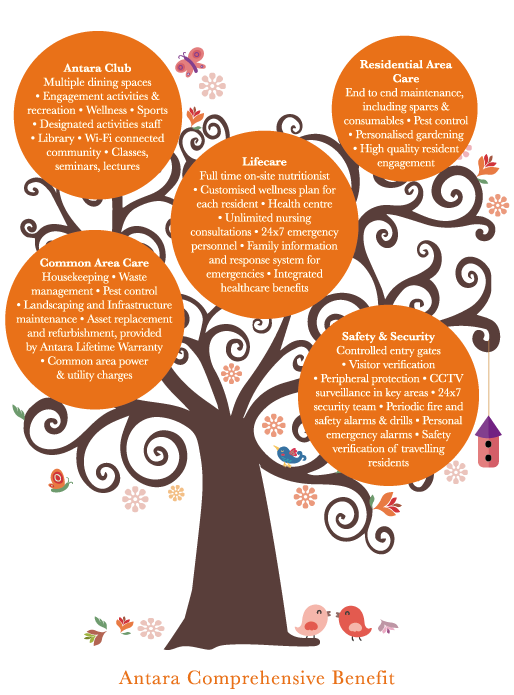 Antara Club
Multiple dining spaces
• Engagement activities &
recreation • Wellness • Sports
• Designated activities staff
• Library • Wi-Fi connected
community • Classes,
seminars, lectures
Residential Area
Care
End to end maintenance,
including spares &
consumables • Pest control
• Personalised gardening
• High quality resident
engagement
Lifecare
Full time on-site nutritionist
• Customised wellness plan for
each resident • Health centre
• Unlimited nursing
consultations • 24x7 emergency
personnel • Family information
and response system for
emergencies • Integrated
healthcare benefits
Common Area Care
Housekeeping • Waste
management • Pest control
• Landscaping and Infrastructure
maintenance • Asset replacement
and refurbishment, provided
by Antara Lifetime Warranty
• Common area power
& utility charges
Safety & Security
Controlled entry gates
• Visitor verification
• Peripheral protection • CCTV
surveillance in key areas • 24x7
security team • Periodic fire and
safety alarms & drills • Personal
emergency alarms • Safety
verification of travelling
residents
Antara Comprehensive Benefit